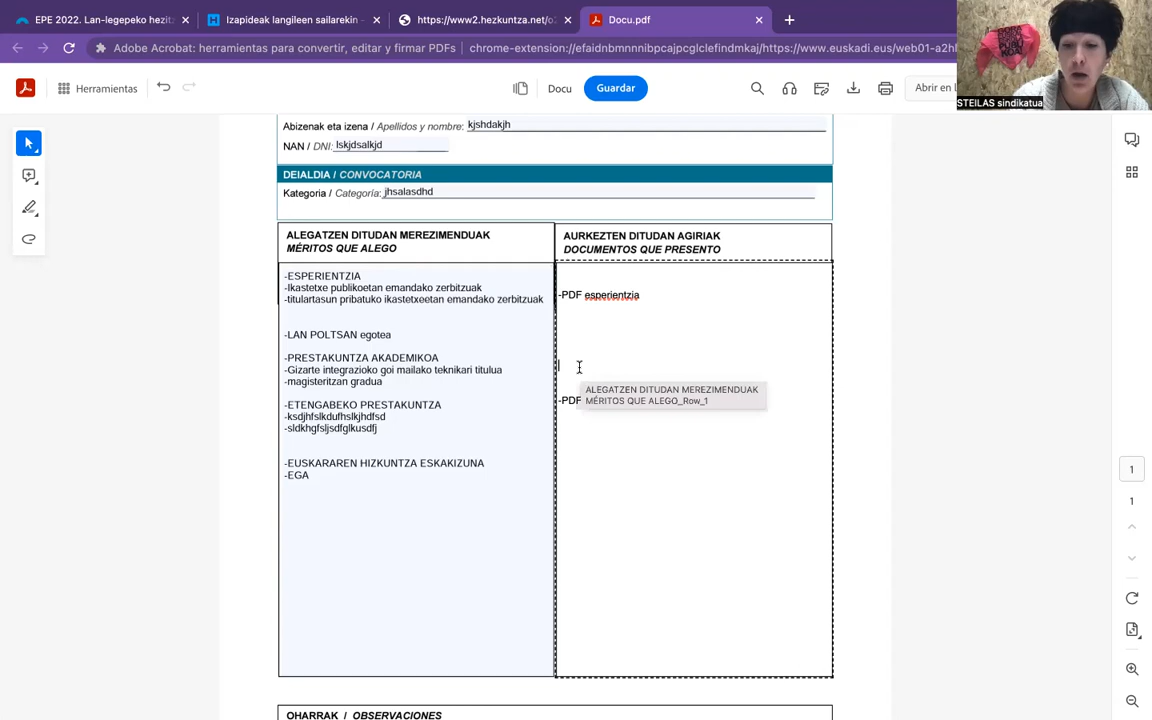 EPE 2022. Lan-legepeko hezit
Izapideak langileen sailarekin -
https://www2.hezkuntza.net/o2
Docu.pdf
Adobe Acrobat: herramientas para convertir, editar y firmar PDFs
chrome-extension://efaidnbmnnnibpcajpcglclefindmkaj/https://www.euskadi.eus/web01-a2hl
STEILAS sindikatua
Herramientas
Docu
Guardar
Abrir en l
Abizenak eta izena / Apellidos y nombre: kjshdakjh
NAN / DNI: lskjdsalkjd
DEIALDIA / CONVOCATORIA
Kategoria / Categoría: jhsalasdhd
ALEGATZEN DITUDAN MEREZIMENDUAK
MÉRITOS QUE ALEGO
AURKEZTEN DITUDAN AGIRIAK
DOCUMENTOS QUE PRESENTO
-ESPERIENTZIA
-Ikastetxe publikoetan emandako zerbitzuak
-titulartasun pribatuko ikastetxeetan emandako zerbitzuak
-LAN POLTSAN egotea
-PRESTAKUNTZA AKADEMIKOA
-Gizarte integrazioko goi mailako teknikari titulua
-magisteritzan gradua
-ETENGABEKO PRESTAKUNTZA
-ksdjhfslkdufhslkjhdfsd
-sldkhgfsljsdfglkusdfj
-EUSKARAREN HIZKUNTZA ESKAKIZUNA
-EGA
-PDF esperientzia
-PDF
ALEGATZEN DITUDAN MEREZIMENDUAK
MÉRITOS QUE ALEGO_Row_1
OHARRAK / OBSERVACIONES
1
1